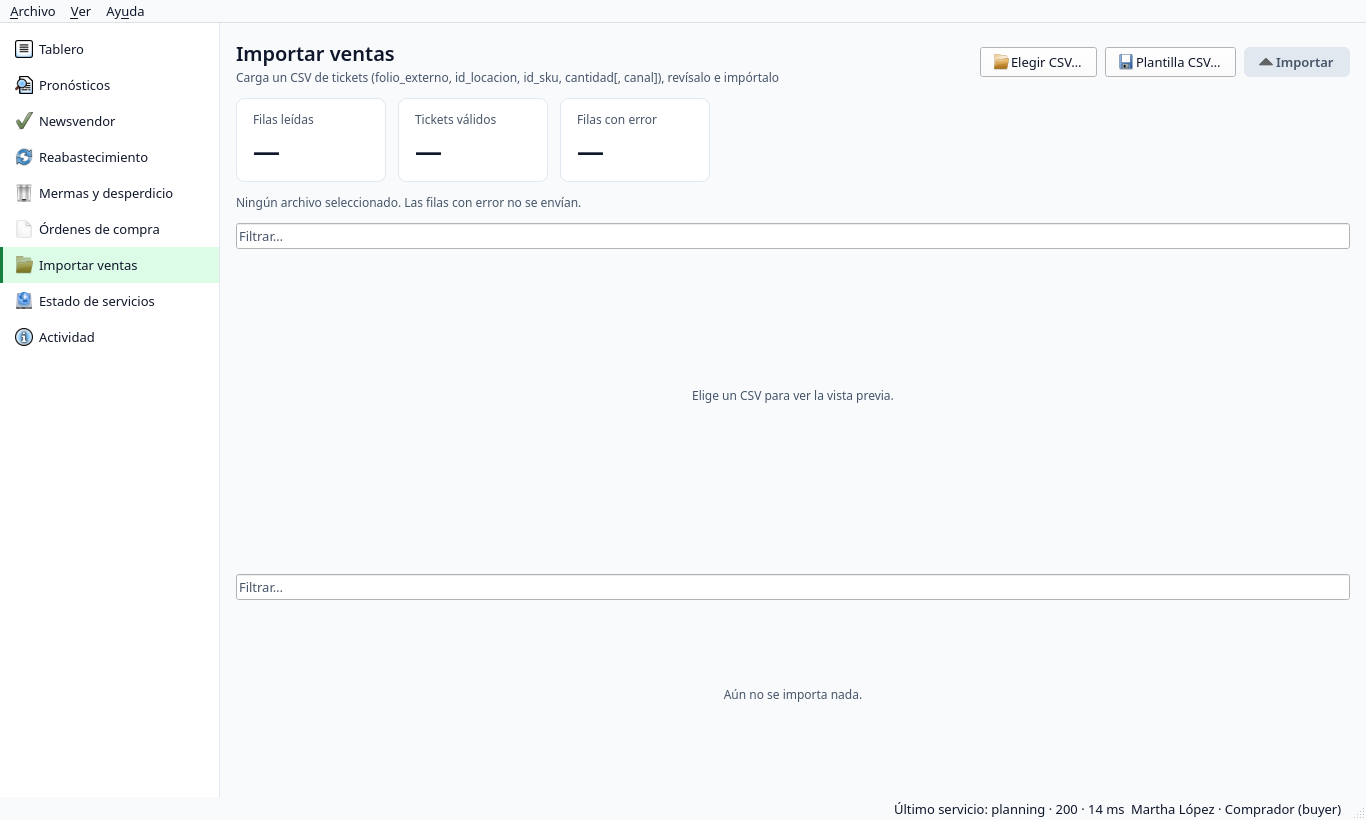 Archivo Ver Ayuda
Tablero
Pronósticos
Newsvendor
Reabastecimiento
Mermas y desperdicio
Órdenes de compra
Importar ventas
Estado de servicios
Actividad
Importar ventas
Carga un CSV de tickets (folio_externo, id_locacion, id_sku, cantidad[, canal]), revísalo e impórtalo
Elegir CSV... Plantilla CSV... Importar
Filas leídas Tickets válidos Filas con error
— — —
Ningún archivo seleccionado. Las filas con error no se envían.
Filtrar...
Elige un CSV para ver la vista previa.
Filtrar...
Aún no se importa nada.
Último servicio: planning · 200 · 14 ms Martha López · Comprador (buyer)